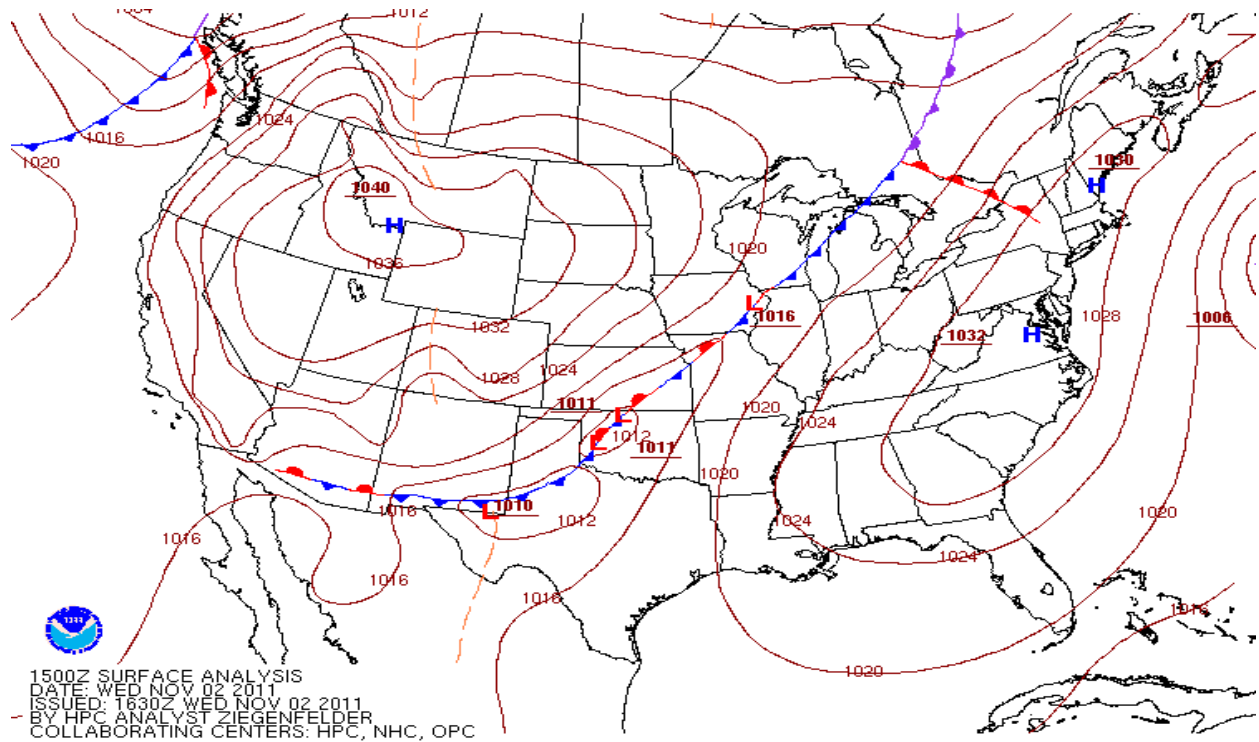 1004
1012
1024
1016
1020
1040
1036
1032
1028
1024
1020
1016
1030
1032
1028
1006
1011
1012
1011
1020
1024
1020
1016
1010
1012
1016
1016
1016
1024
1024
1020
1020
1016
H
H
H
L
L
L
L
1500Z SURFACE ANALYSIS
DATE: WED NOV 02 2011
ISSUED: 1630Z WED NOV 02 2011
BY HPC ANALYST ZIEGENFELDER
COLLABORATING CENTERS: HPC, NHC, OPC